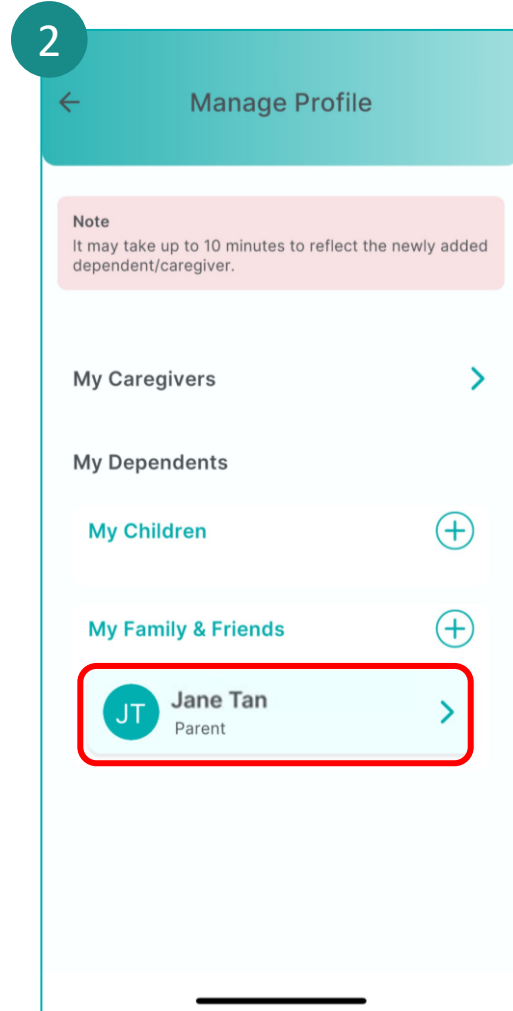 2
Manage Profile
Note
It may take up to 10 minutes to reflect the newly added
dependent/caregiver.
My Caregivers
My Dependents
My Children
My Family & Friends
JT
Jane Tan
Parent